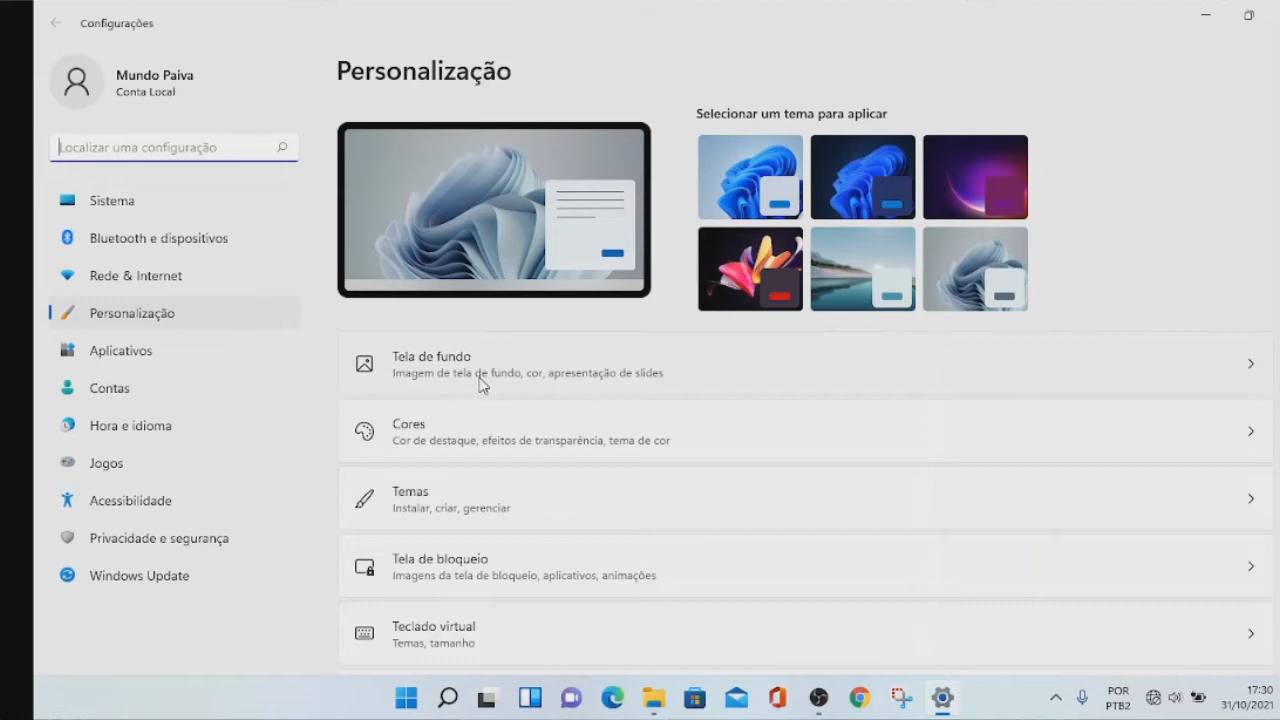 Configurações
Mundo Paiva
Conta Local
Localizar uma configuração
Sistema
Bluetooth e dispositivos
Rede & Internet
Personalização
Aplicativos
Contas
Hora e idioma
Jogos
Acessibilidade
Privacidade e segurança
Windows Update
Personalização
Selecionar um tema para aplicar
Tela de fundo
Imagem de tela de fundo, cor, apresentação de slides
Cores
Cor de destaque, efeitos de transparência, tema de cor
Temas
Instalar, criar, gerenciar
Tela de bloqueio
Imagens da tela de bloqueio, aplicativos, animações
Teclado virtual
Temas, tamanho
POR
PTB2
17:30
31/10/2021